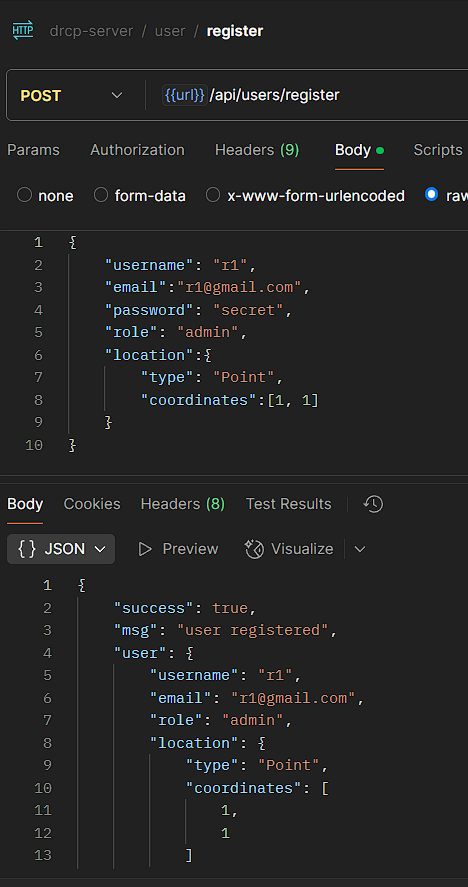 HTTP drcp-server / user / register
POST {{url}} /api/users/register
Params Authorization Headers (9) Body Scripts
none form-data x-www-form-urlencoded raw
1 {
2 "username": "r1",
3 "email":"r1@gmail.com",
4 "password": "secret",
5 "role": "admin",
6 "location":{
7 "type": "Point",
8 "coordinates":[1, 1]
9 }
10 }
Body Cookies Headers (8) Test Results
{} JSON Preview Visualize
1 {
2 "success": true,
3 "msg": "user registered",
4 "user": {
5 "username": "r1",
6 "email": "r1@gmail.com",
7 "role": "admin",
8 "location": {
9 "type": "Point",
10 "coordinates": [
11 1,
12 1
13 ]